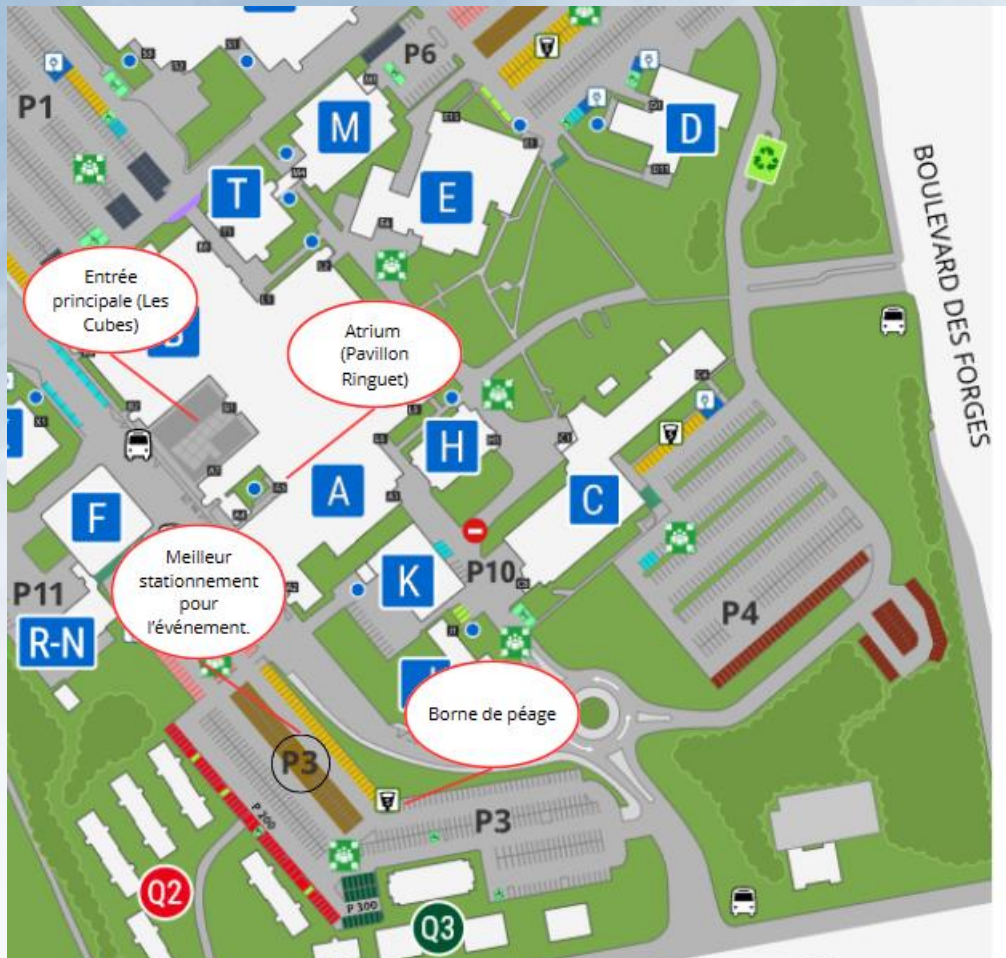 P6
P1
M
D
T
E
BOULEVARD DES FORGES
Entrée
principale (Les
Cubes)
B
Atrium
(Pavillon
Ringuet)
H
A
C
F
Meilleur
stationnement
pour
l'événement.
K
P10
P11
R-N
P4
Borne de péage
P3
P3
P 200
P 300
Q2
Q3